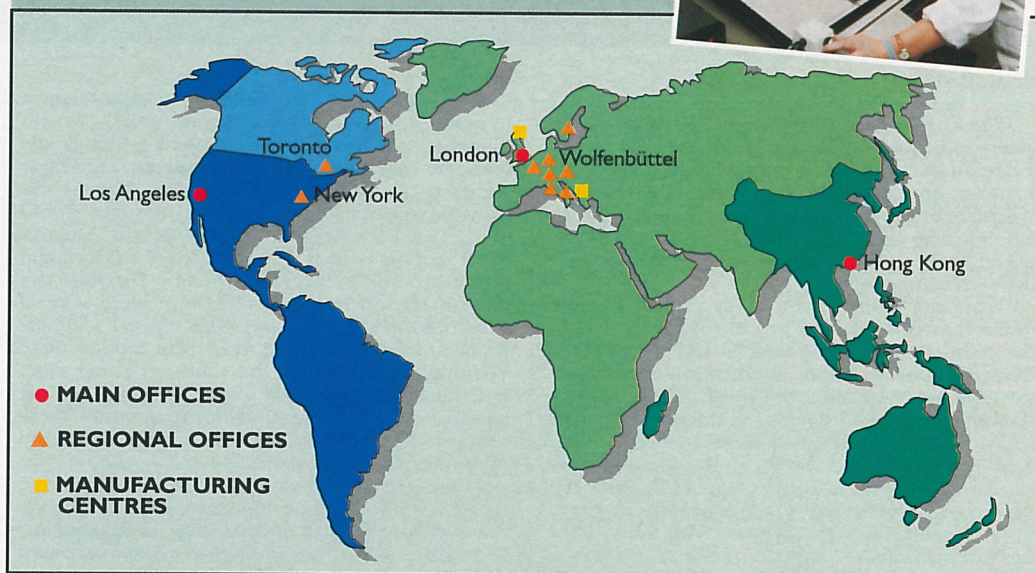 Toronto
London
Wolfenbüttel
Los Angeles
New York
Hong Kong
MAIN OFFICES
REGIONAL OFFICES
MANUFACTURING
CENTRES